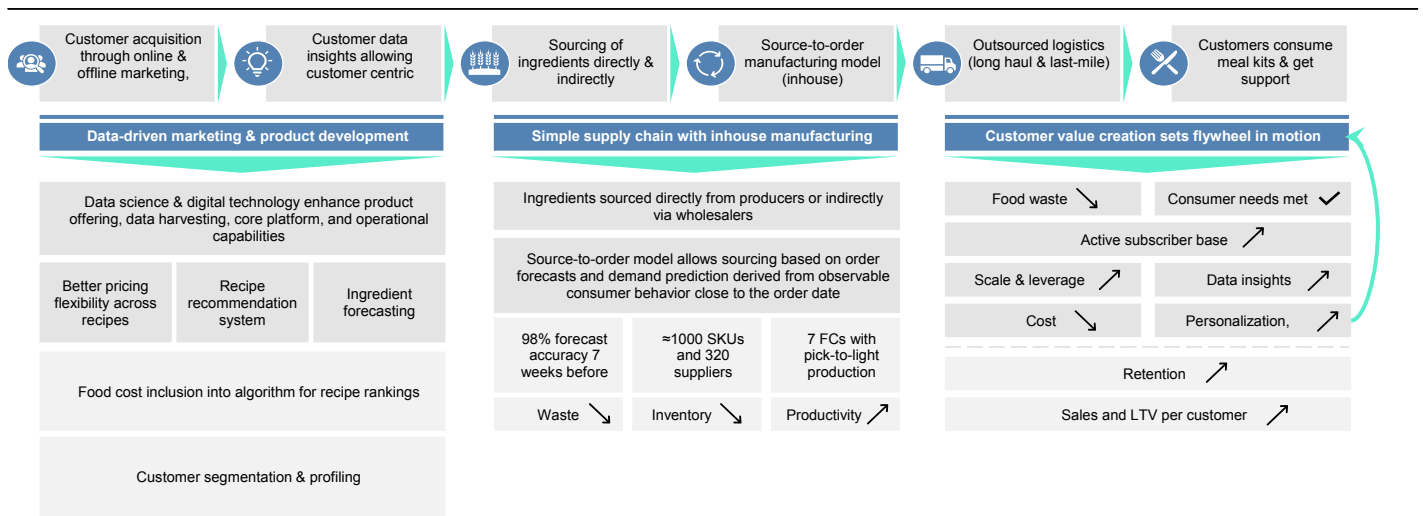 Customer acquisition
through online &
offline marketing,
Customer data
insights allowing
customer centric
Sourcing of
ingredients directly &
indirectly
Source-to-order
manufacturing model
(inhouse)
Outsourced logistics
(long haul & last-mile)
Customers consume
meal kits & get
support
Data-driven marketing & product development
Data science & digital technology enhance product
offering, data harvesting, core platform, and operational
capabilities
Better pricing
flexibility across
recipes
Recipe
recommendation
system
Ingredient
forecasting
Food cost inclusion into algorithm for recipe rankings
Customer segmentation & profiling
Simple supply chain with inhouse manufacturing
Ingredients sourced directly from producers or indirectly
via wholesalers
Source-to-order model allows sourcing based on order
forecasts and demand prediction derived from observable
consumer behavior close to the order date
98% forecast
accuracy 7
weeks before
≈1000 SKUs
and 320
suppliers
7 FCs with
pick-to-light
production
Waste
Inventory
Productivity
Customer value creation sets flywheel in motion
Food waste
Consumer needs met
Active subscriber base
Scale & leverage
Data insights
Cost
Personalization,
Retention
Sales and LTV per customer